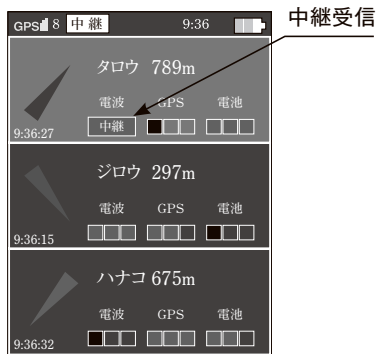 GPS 8 中 継 9:36
中継受信
タロウ 789m
電波 GPS 電池
中継
9:36:27
ジロウ 297m
電波 GPS 電池
9:36:15
ハナコ 675m
電波 GPS 電池
9:36:32